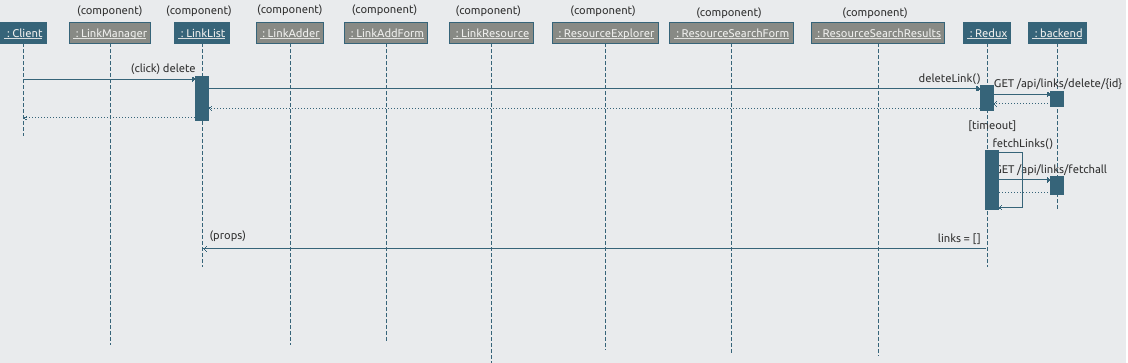 (component)
(component)
(component)
(component)
(component)
(component)
(component)
(component)
: Client
: LinkManager
: LinkList
: LinkAdder
: LinkAddForm
: LinkResource
: ResourceExplorer
: ResourceSearchForm
: ResourceSearchResults
: Redux
: backend
(click) delete
deleteLink()
GET /api/links/delete/{id}
[timeout]
fetchLinks()
GET /api/links/fetchall
(props)
links = []